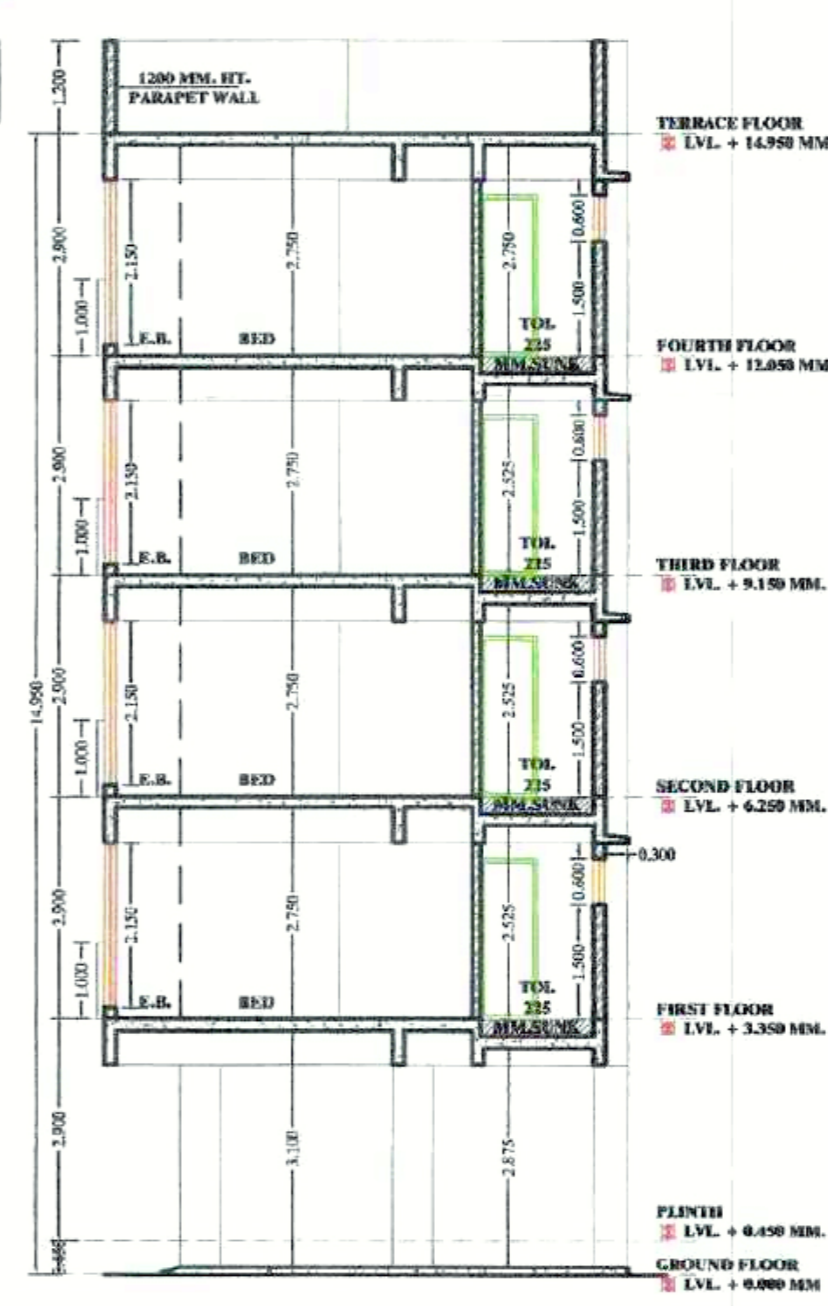 1.200
1200 MM. HT.
PARAPET WALL
TERRACE FLOOR
LVL. + 14.950 MM
2.900
1.000
2.150
2.750
2.750
0.600
1.500
E.B.
BED
TOI.
225
MM.SUNK
FOURTH FLOOR
LVL. + 12.050 MM
2.900
1.000
2.150
2.750
2.525
0.600
1.500
E.B.
BED
TOI.
225
MM.SUNK
THIRD FLOOR
LVL. + 9.150 MM.
14.950
2.900
1.000
2.150
2.750
2.525
0.600
1.500
E.B.
BED
TOI.
225
MM.SUNK
SECOND FLOOR
LVL. + 6.250 MM.
0.300
2.900
1.000
2.150
2.750
2.525
0.600
1.500
E.B.
BED
TOI.
225
MM.SUNK
FIRST FLOOR
LVL. + 3.350 MM.
2.900
3.100
2.875
PLINTH
LVL. + 0.450 MM.
GROUND FLOOR
LVL. + 0.000 MM